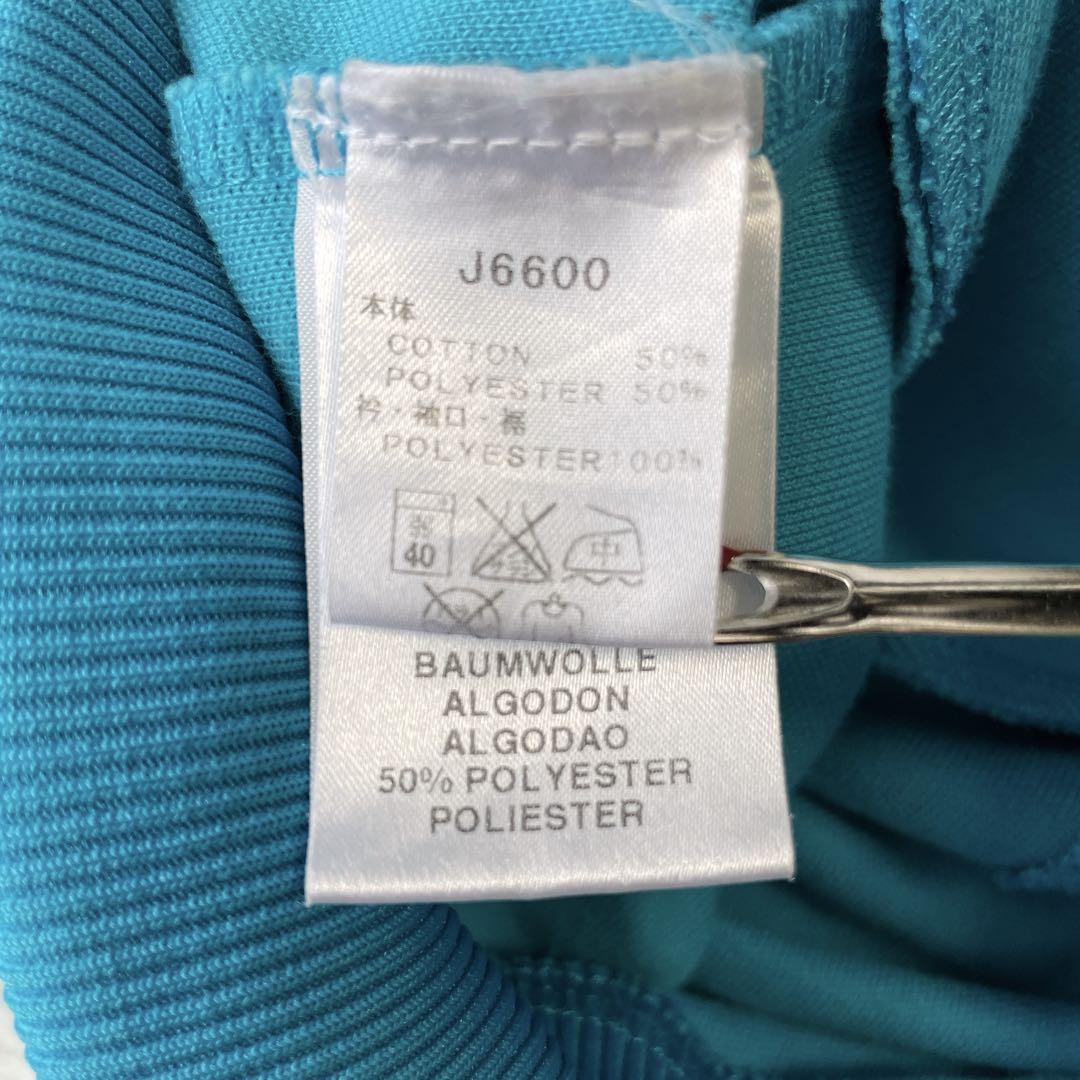 J6600
本体
COTTON 50%
POLYESTER 50%
衿・袖口・裾
POLYESTER 100%
40
中
BAUMWOLLE
ALGODON
ALGODAO
50% POLYESTER
POLIESTER